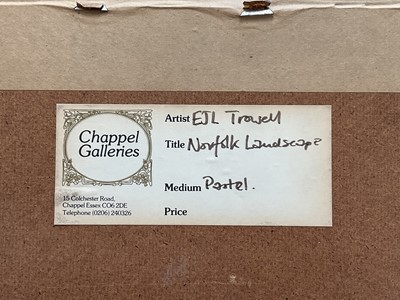 Chappel
Galleries
15 Colchester Road,
Chappel Essex CO6 2DE
Telephone (0206) 240326
Artist EJL Trowell
Title Norfolk Landscape
Medium Pastel.
Price